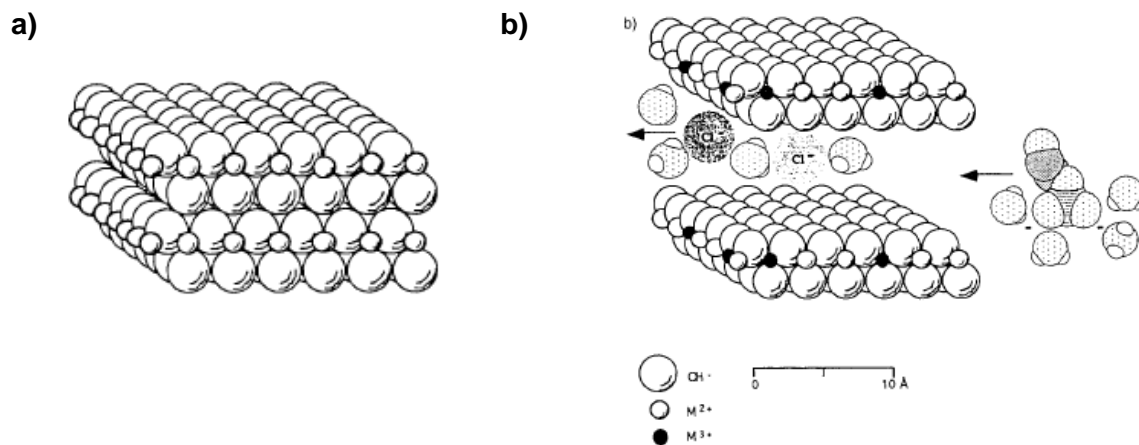 a)
b)
b)
Cl⁻
Cl⁻
OH⁻
0 10 Å
M²⁺
M³⁺